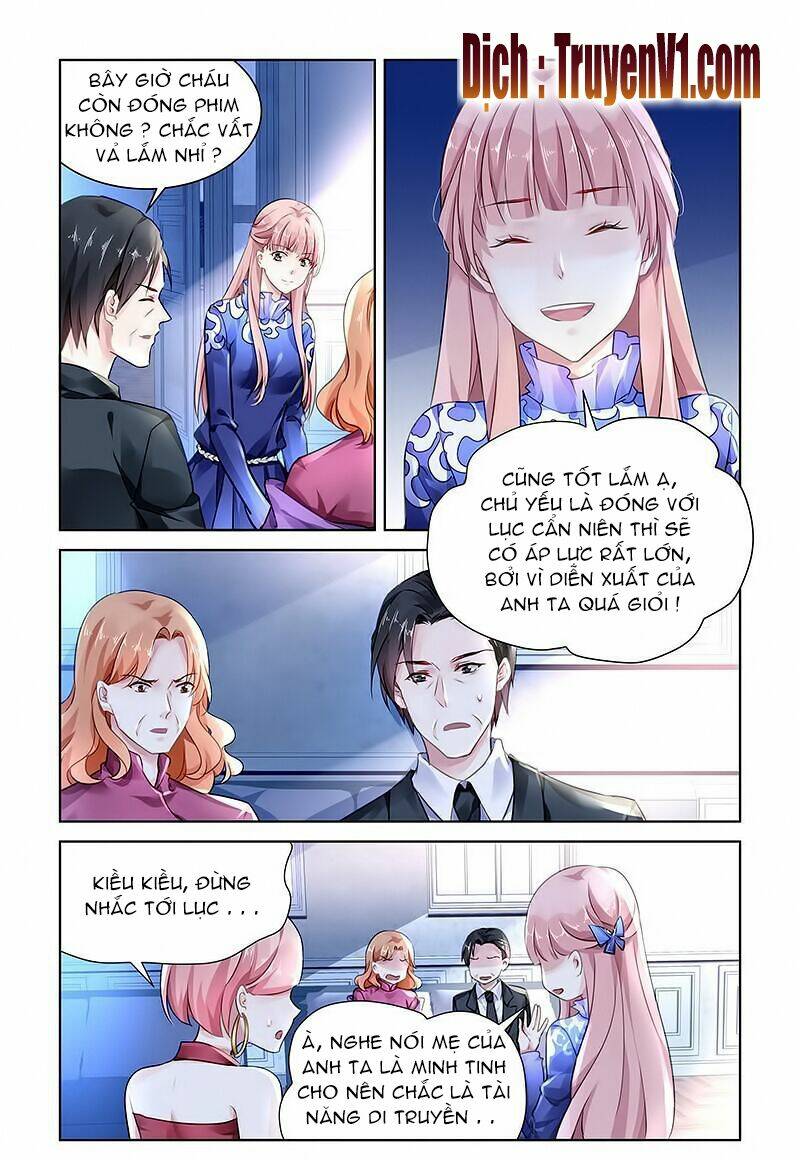 Dịch : TruyenV1.com
BÂY GIỜ CHÁU
CÒN ĐÓNG PHIM
KHÔNG ? CHẮC VẤT
VẢ LẮM NHỈ ?
CŨNG TỐT LẮM Ạ,
CHỦ YẾU LÀ ĐÓNG VỚI
LỤC CẨN NIÊN THÌ SẼ
CÓ ÁP LỰC RẤT LỚN,
BỞI VÌ DIỄN XUẤT CỦA
ANH TA QUÁ GIỎI !
KIỀU KIỀU, ĐỪNG
NHẮC TỚI LỤC . . .
À, NGHE NÓI MẸ CỦA
ANH TA LÀ MINH TINH
CHO NÊN CHẮC LÀ TÀI
NĂNG DI TRUYỀN . .